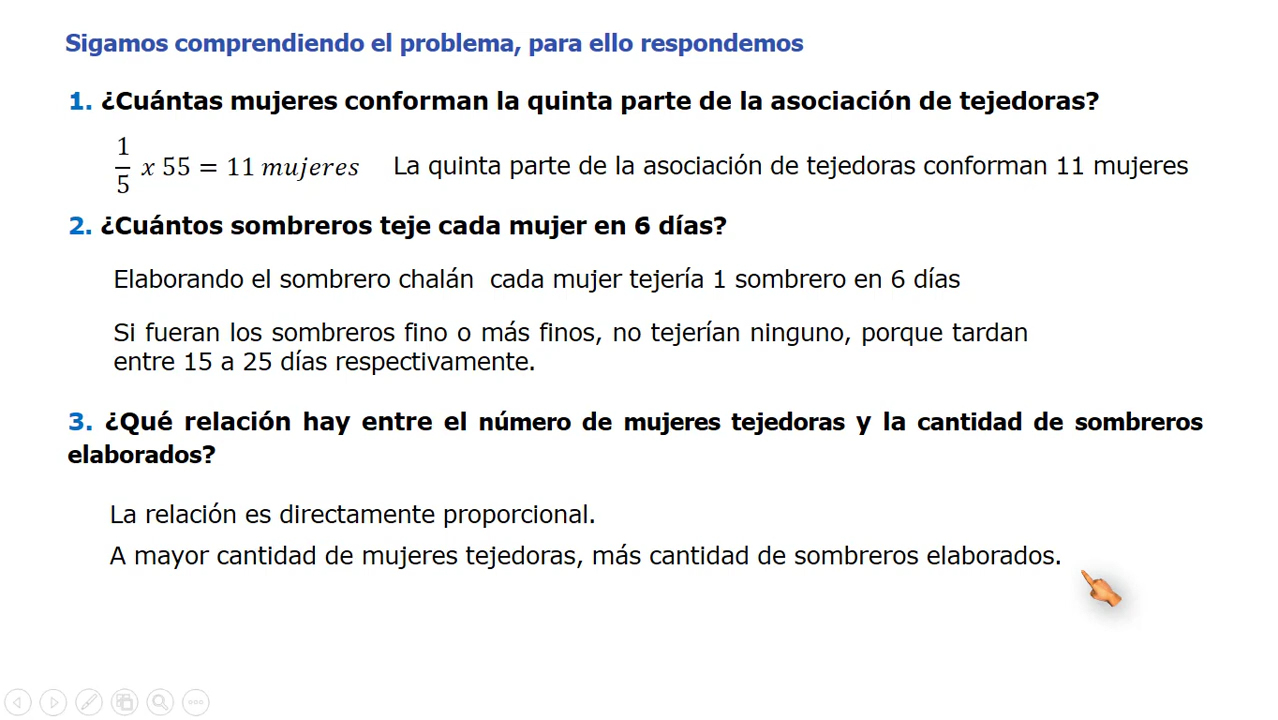 Sigamos comprendiendo el problema, para ello respondemos
1. ¿Cuántas mujeres conforman la quinta parte de la asociación de tejedoras?
1/5 x 55 = 11 mujeres La quinta parte de la asociación de tejedoras conforman 11 mujeres
2. ¿Cuántos sombreros teje cada mujer en 6 días?
Elaborando el sombrero chalán cada mujer tejería 1 sombrero en 6 días
Si fueran los sombreros fino o más finos, no tejerían ninguno, porque tardan
entre 15 a 25 días respectivamente.
3. ¿Qué relación hay entre el número de mujeres tejedoras y la cantidad de sombreros
elaborados?
La relación es directamente proporcional.
A mayor cantidad de mujeres tejedoras, más cantidad de sombreros elaborados.